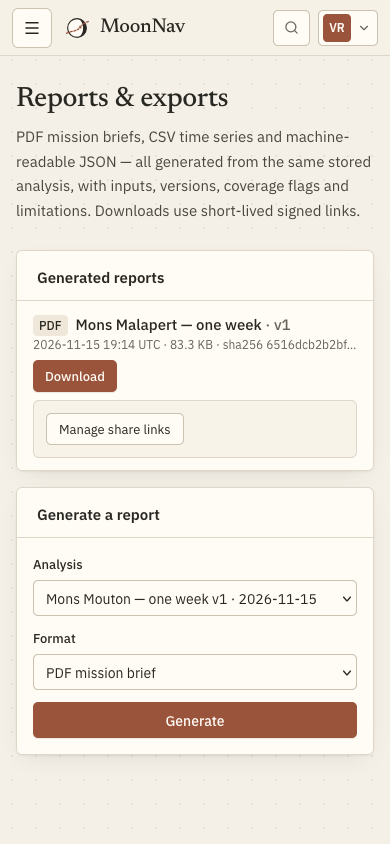 MoonNav
VR
Reports & exports
PDF mission briefs, CSV time series and machine-
readable JSON — all generated from the same stored
analysis, with inputs, versions, coverage flags and
limitations. Downloads use short-lived signed links.
Generated reports
PDF Mons Malapert — one week · v1
2026-11-15 19:14 UTC · 83.3 KB · sha256 6516dcb2b2bf…
Download
Manage share links
Generate a report
Analysis
Mons Mouton — one week v1 · 2026-11-15
Format
PDF mission brief
Generate